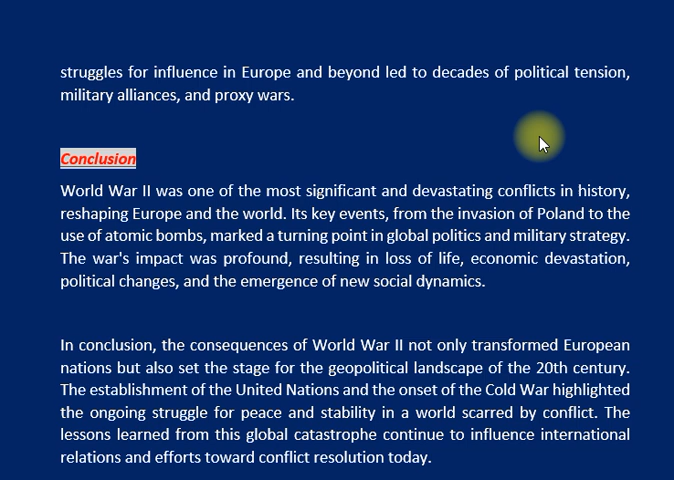 struggles for influence in Europe and beyond led to decades of political tension,
military alliances, and proxy wars.
Conclusion
World War II was one of the most significant and devastating conflicts in history,
reshaping Europe and the world. Its key events, from the invasion of Poland to the
use of atomic bombs, marked a turning point in global politics and military strategy.
The war's impact was profound, resulting in loss of life, economic devastation,
political changes, and the emergence of new social dynamics.
In conclusion, the consequences of World War II not only transformed European
nations but also set the stage for the geopolitical landscape of the 20th century.
The establishment of the United Nations and the onset of the Cold War highlighted
the ongoing struggle for peace and stability in a world scarred by conflict. The
lessons learned from this global catastrophe continue to influence international
relations and efforts toward conflict resolution today.